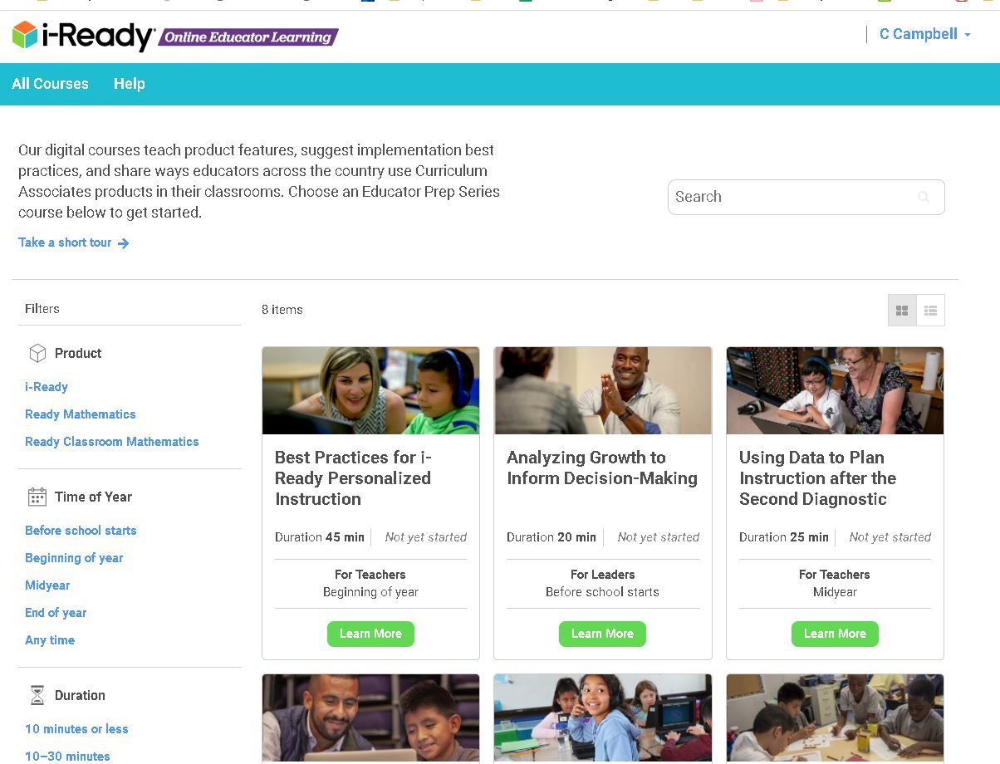 i-Ready Online Educator Learning
C Campbell
All Courses Help
Our digital courses teach product features, suggest implementation best
practices, and share ways educators across the country use Curriculum
Associates products in their classrooms. Choose an Educator Prep Series
course below to get started.
Take a short tour
Search
Filters
8 items
Product
i-Ready
Ready Mathematics
Ready Classroom Mathematics
Time of Year
Before school starts
Beginning of year
Midyear
End of year
Any time
Duration
10 minutes or less
10–30 minutes
Best Practices for i-
Ready Personalized
Instruction
Duration 45 min Not yet started
For Teachers
Beginning of year
Learn More
Analyzing Growth to
Inform Decision-Making
Duration 20 min Not yet started
For Leaders
Before school starts
Learn More
Using Data to Plan
Instruction after the
Second Diagnostic
Duration 25 min Not yet started
For Teachers
Midyear
Learn More